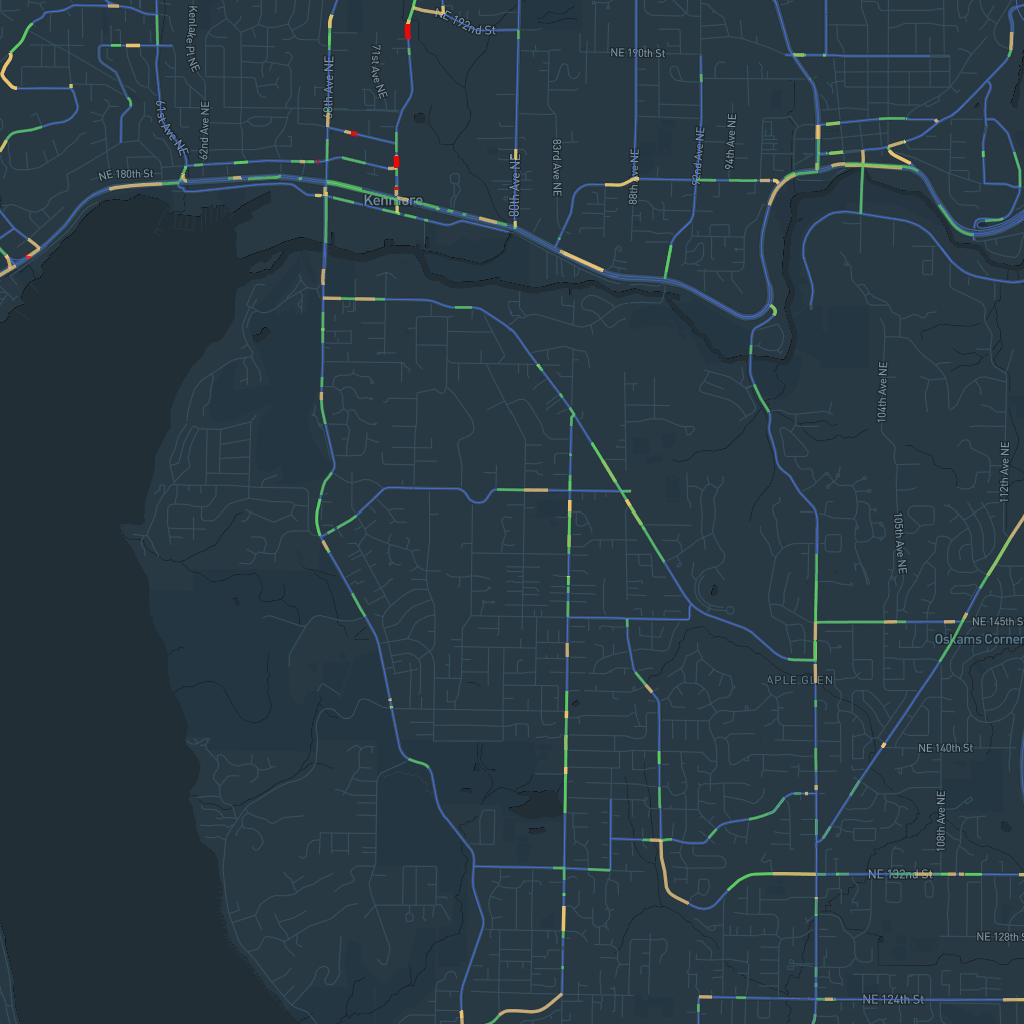 NE 192nd St
Kenlake Pl NE
71st Ave NE
NE 190th St
68th Ave NE
61st Ave NE
62nd Ave NE
94th Ave NE
83rd Ave NE
92nd Ave NE
NE 180th St
80th Ave NE
88th Ave NE
Kenmore
104th Ave NE
112th Ave NE
105th Ave NE
NE 145th S
Oskams Corner
APLE GLEN
NE 140th St
108th Ave NE
NE 132nd St
NE 128th S
NE 124th St